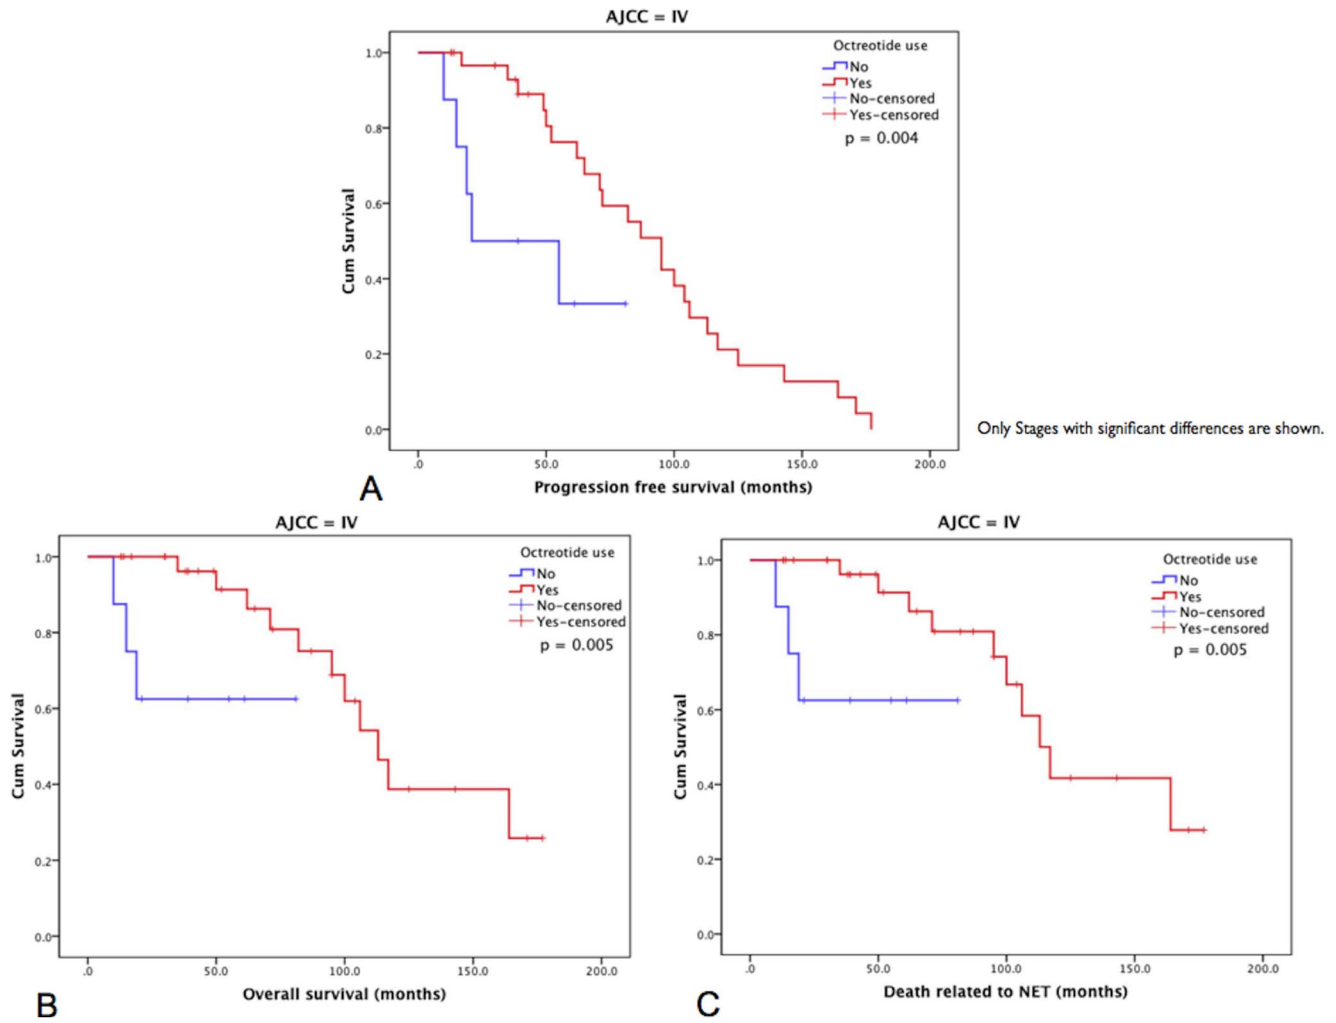 AJCC = IV
Octreotide use
No
Yes
No-censored
Yes-censored
p = 0.004
Cum Survival
1.0
0.8
0.6
0.4
0.2
0.0
.0 50.0 100.0 150.0 200.0
Progression free survival (months)
A
Only Stages with significant differences are shown.
AJCC = IV
Octreotide use
No
Yes
No-censored
Yes-censored
p = 0.005
Cum Survival
1.0
0.8
0.6
0.4
0.2
0.0
.0 50.0 100.0 150.0 200.0
Overall survival (months)
B
AJCC = IV
Octreotide use
No
Yes
No-censored
Yes-censored
p = 0.005
Cum Survival
1.0
0.8
0.6
0.4
0.2
0.0
.0 50.0 100.0 150.0 200.0
Death related to NET (months)
C